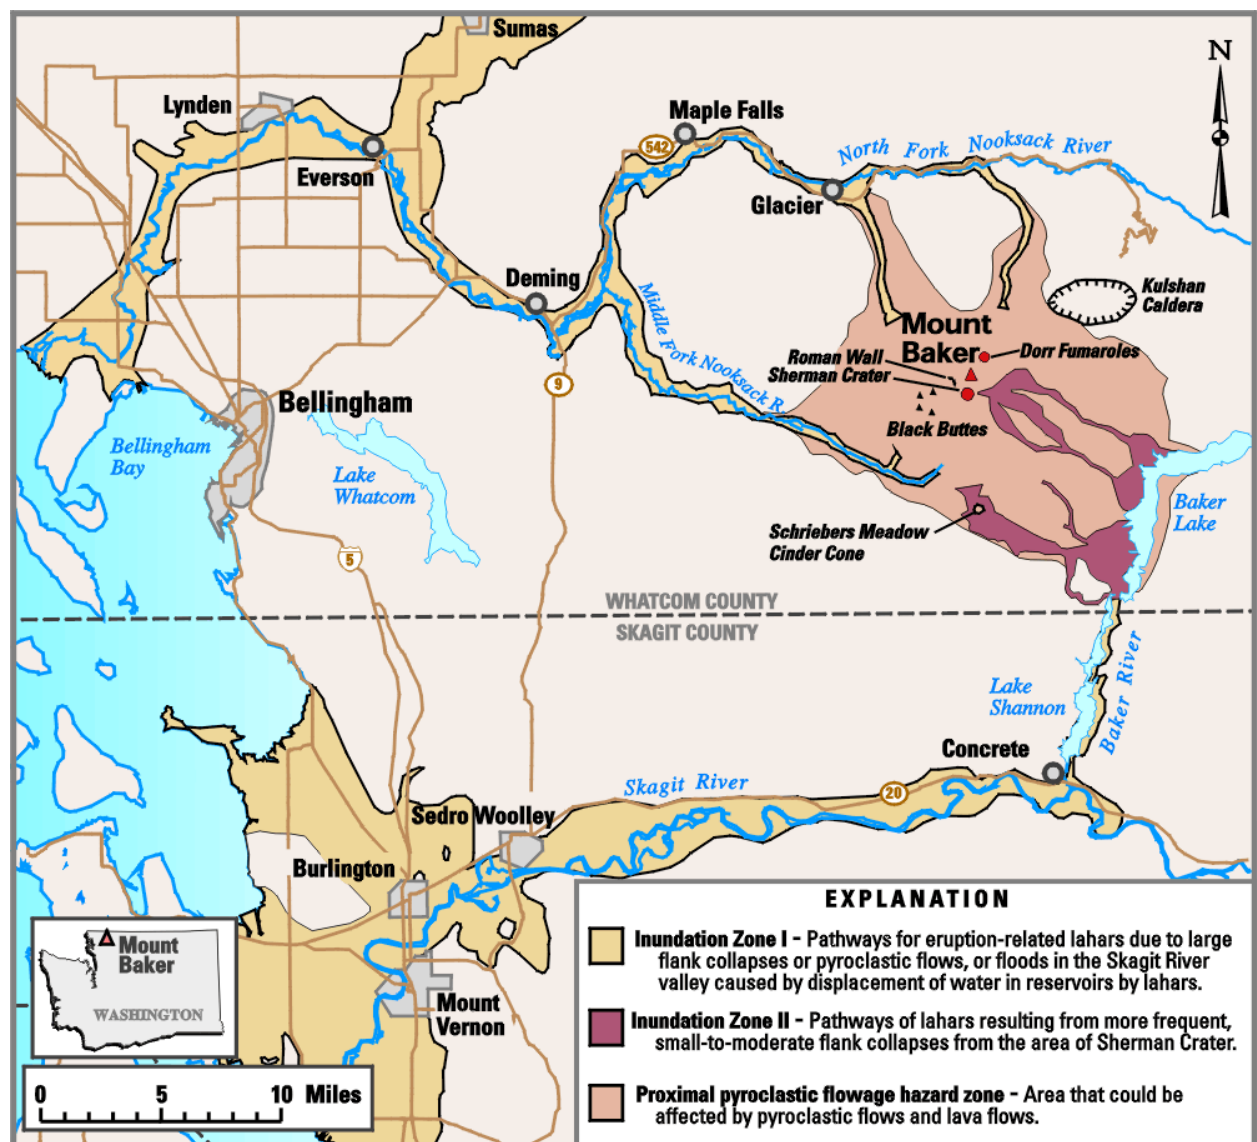 Sumas
N
Lynden
Maple Falls
542
North Fork Nooksack River
Everson
Glacier
Deming
Middle Fork Nooksack R.
Kulshan
Caldera
Mount
Baker
Roman Wall
Dorr Fumaroles
Sherman Crater
9
Bellingham
Black Buttes
Bellingham
Bay
Lake
Whatcom
Baker
Lake
Schriebers Meadow
Cinder Cone
5
WHATCOM COUNTY
SKAGIT COUNTY
Lake
Shannon
Baker River
Concrete
Skagit River
20
Sedro Woolley
Burlington
Mount
Vernon
Mount
Baker
WASHINGTON
0 5 10 Miles
EXPLANATION
Inundation Zone I - Pathways for eruption-related lahars due to large
flank collapses or pyroclastic flows, or floods in the Skagit River
valley caused by displacement of water in reservoirs by lahars.
Inundation Zone II - Pathways of lahars resulting from more frequent,
small-to-moderate flank collapses from the area of Sherman Crater.
Proximal pyroclastic flowage hazard zone - Area that could be
affected by pyroclastic flows and lava flows.